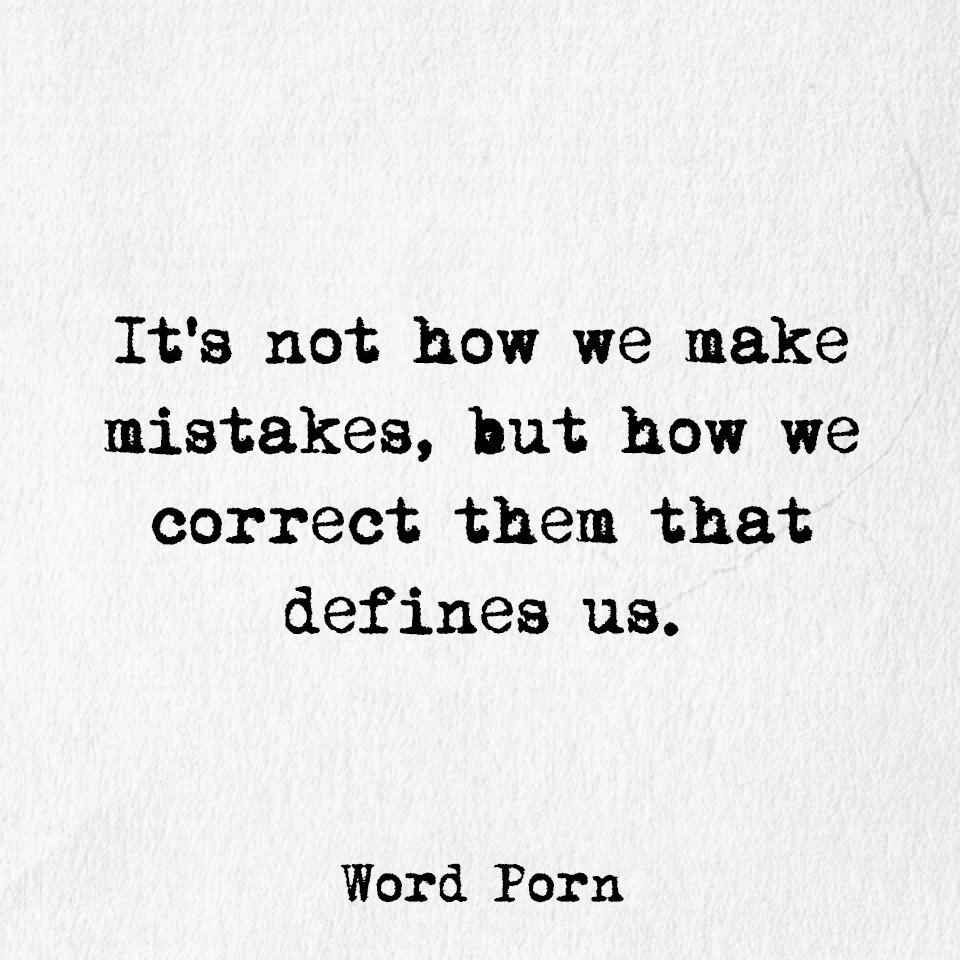 It's not how we make
mistakes, but how we
correct them that
defines us.
Word Porn